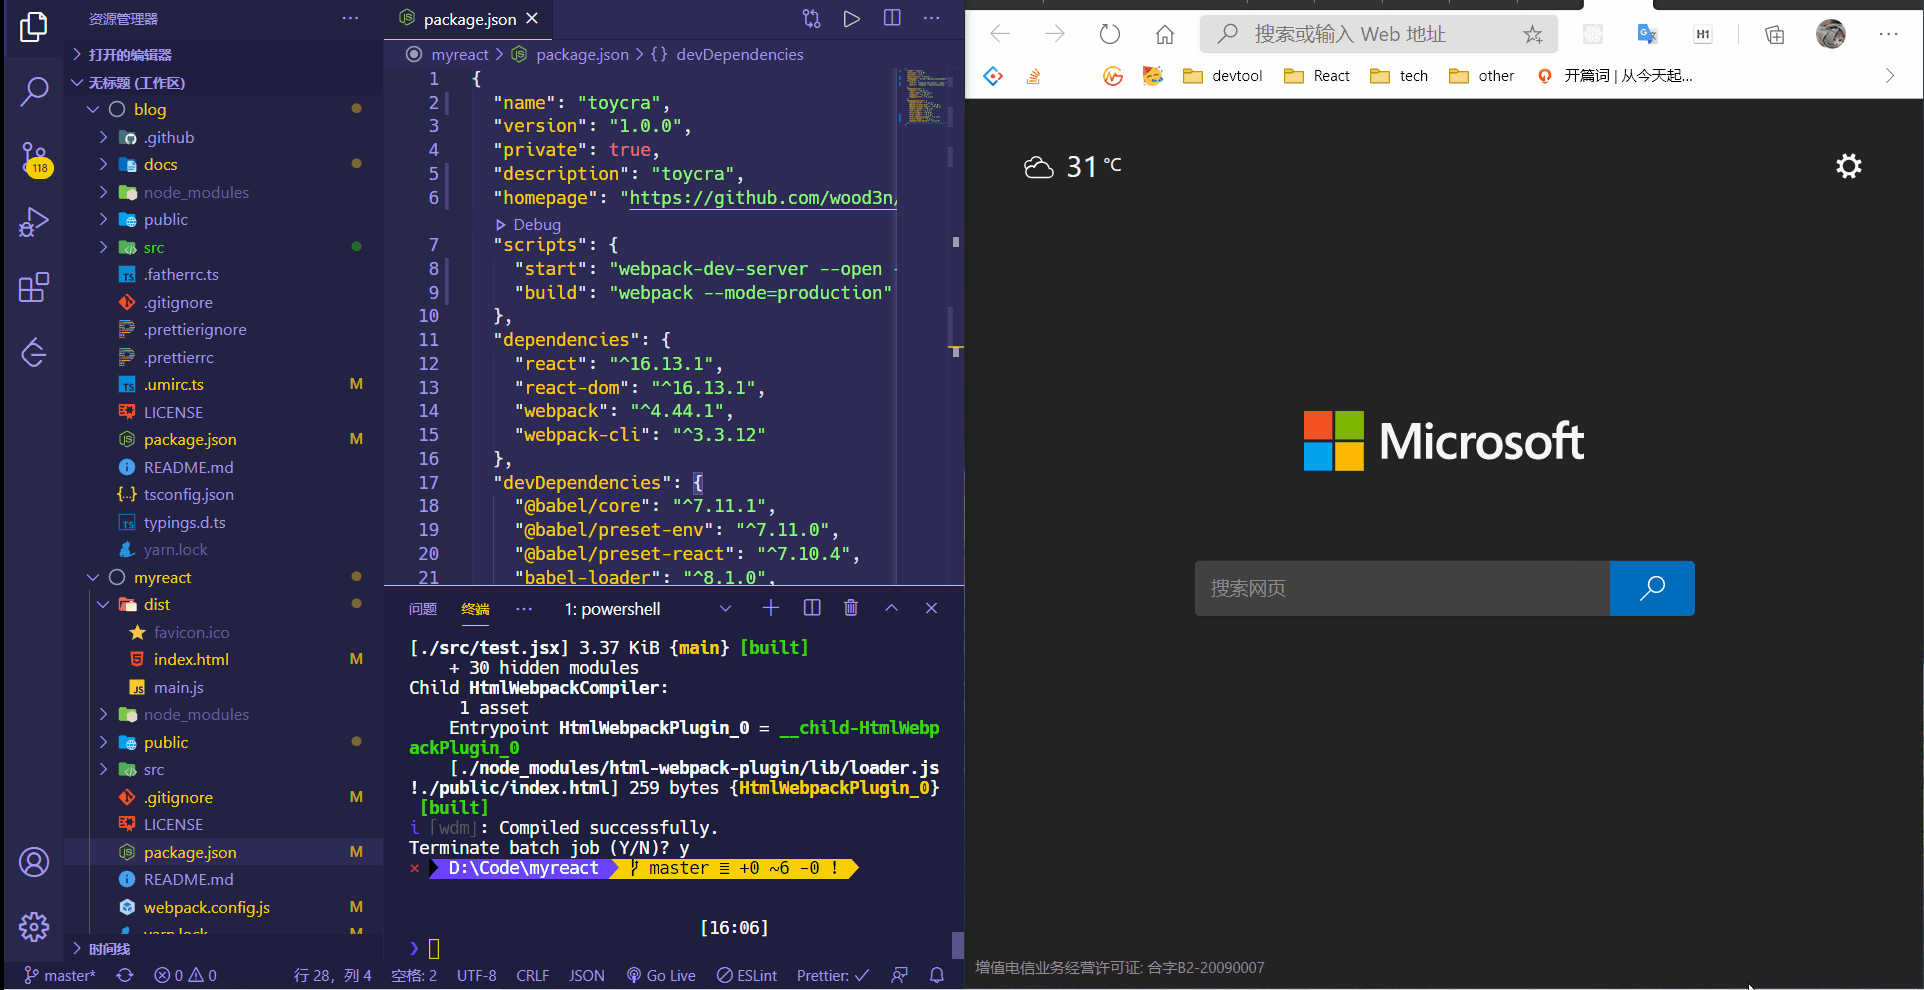 资源管理器
打开的编辑器
无标题 (工作区)
blog
.github
docs
node_modules
public
src
.fatherrc.ts
.gitignore
.prettierignore
.prettierrc
.umirc.ts M
LICENSE
package.json M
README.md
tsconfig.json
typings.d.ts
yarn.lock
myreact
dist
favicon.ico
index.html M
main.js
node_modules
public
src
.gitignore M
LICENSE
package.json M
README.md
webpack.config.js M
yarn.lock M
时间线
118
package.json
myreact > package.json > {} devDependencies
1 {
2 "name": "toycra",
3 "version": "1.0.0",
4 "private": true,
5 "description": "toycra",
6 "homepage": "https://github.com/wood3n/
Debug
7 "scripts": {
8 "start": "webpack-dev-server --open -
9 "build": "webpack --mode=production"
10 },
11 "dependencies": {
12 "react": "^16.13.1",
13 "react-dom": "^16.13.1",
14 "webpack": "^4.44.1",
15 "webpack-cli": "^3.3.12"
16 },
17 "devDependencies": {
18 "@babel/core": "^7.11.1",
19 "@babel/preset-env": "^7.11.0",
20 "@babel/preset-react": "^7.10.4",
21 "babel-loader": "^8.1.0",
问题 终端 ··· 1: powershell
[./src/test.jsx] 3.37 KiB {main} [built]
+ 30 hidden modules
Child HtmlWebpackCompiler:
1 asset
Entrypoint HtmlWebpackPlugin_0 = __child-HtmlWebp
ackPlugin_0
[./node_modules/html-webpack-plugin/lib/loader.js
!./public/index.html] 259 bytes {HtmlWebpackPlugin_0}
[built]
i ｢wdm｣: Compiled successfully.
Terminate batch job (Y/N)? y
× D:\Code\myreact master ≡ +0 ~6 -0 !
[16:06]
❯
master* 0 0 行 28，列 4 空格: 2 UTF-8 CRLF JSON Go Live ESLint Prettier: ✓
搜索或输入 Web 地址
H1
devtool React tech other 开篇词 | 从今天起...
31 ℃
Microsoft
搜索网页
增值电信业务经营许可证: 合字B2-20090007